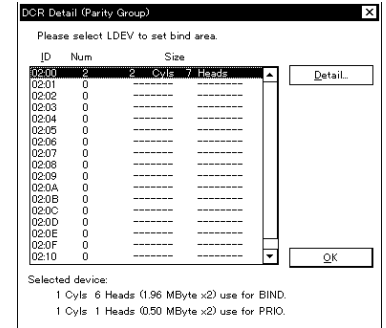 DCR Detail (Parity Group)
Please select LDEV to set bind area.
ID Num Size
02:00 2 2 Cyls 7 Heads
02:01 0 -------- --------
02:02 0 -------- --------
02:03 0 -------- --------
02:04 0 -------- --------
02:05 0 -------- --------
02:06 0 -------- --------
02:07 0 -------- --------
02:08 0 -------- --------
02:09 0 -------- --------
02:0A 0 -------- --------
02:0B 0 -------- --------
02:0C 0 -------- --------
02:0D 0 -------- --------
02:0E 0 -------- --------
02:0F 0 -------- --------
02:10 0 -------- --------
Detail...
OK
Selected device:
1 Cyls 6 Heads (1.96 MByte x2) use for BIND.
1 Cyls 1 Heads (0.50 MByte x2) use for PRIO.